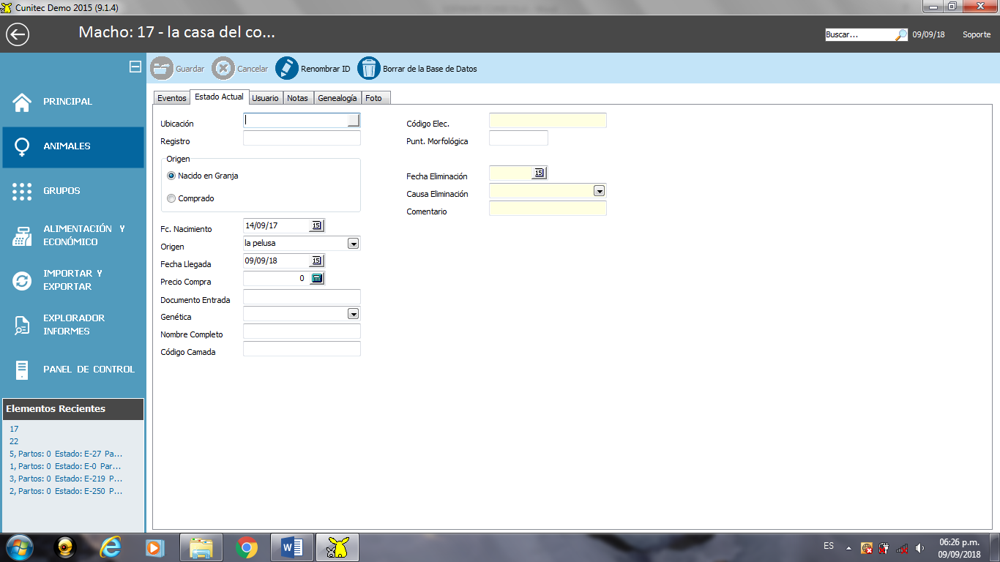 Cunitec Demo 2015 (9.1.4)
Macho: 17 - la casa del co...
Buscar...
09/09/18
Soporte
Guardar
Cancelar
Renombrar ID
Borrar de la Base de Datos
PRINCIPAL
ANIMALES
GRUPOS
ALIMENTACIÓN Y
ECONÓMICO
IMPORTAR Y
EXPORTAR
EXPLORADOR
INFORMES
PANEL DE CONTROL
Elementos Recientes
17
22
5, Partos: 0 Estado: E-27 Pa...
1, Partos: 0 Estado: E-0 Par...
3, Partos: 0 Estado: E-219 P...
2, Partos: 0 Estado: E-250 P...
Eventos
Estado Actual
Usuario
Notas
Genealogía
Foto
Ubicación
Registro
Origen
Nacido en Granja
Comprado
Fc. Nacimiento
14/09/17
15
Origen
la pelusa
Fecha Llegada
09/09/18
15
Precio Compra
0
Documento Entrada
Genética
Nombre Completo
Código Camada
Código Elec.
Punt. Morfológica
Fecha Eliminación
15
Causa Eliminación
Comentario
ES
06:26 p.m.
09/09/2018